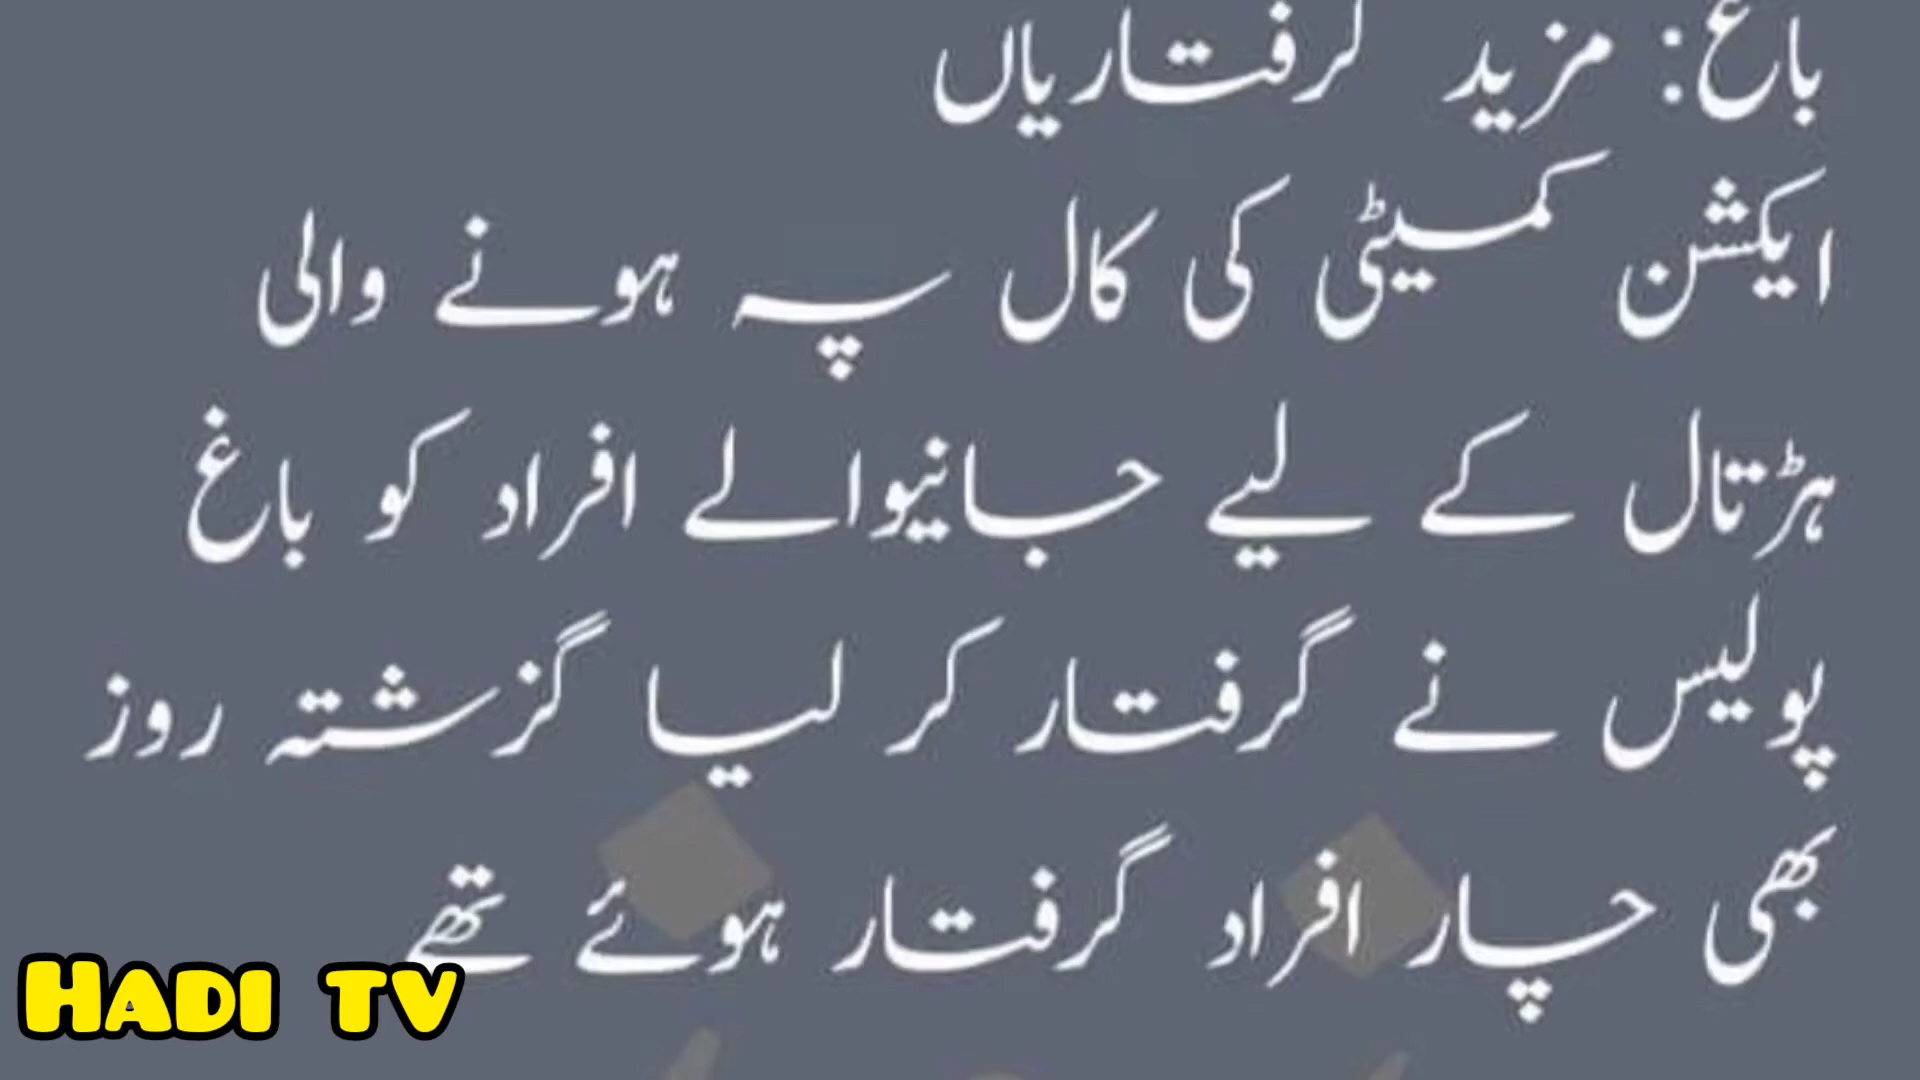 باغ: مزید گرفتاریاں
ایکشن کمیٹی کی کال پہ ہونے والی
ہڑتال کے لیے جانیوالے افراد کو باغ
پولیس نے گرفتار کر لیا گزشتہ روز
بھی چار افراد گرفتار ہوئے تھے
HADI TV